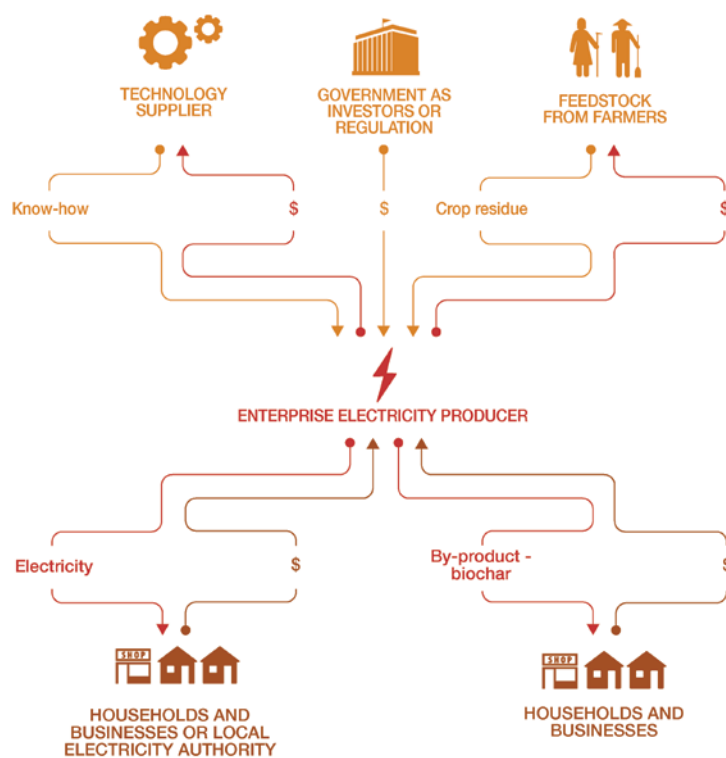 TECHNOLOGY
SUPPLIER
GOVERNMENT AS
INVESTORS OR
REGULATION
FEEDSTOCK
FROM FARMERS
Know-how
$
$
Crop residue
$
ENTERPRISE ELECTRICITY PRODUCER
Electricity
$
By-product -
biochar
$
SHOP
HOUSEHOLDS AND
BUSINESSES OR LOCAL
ELECTRICITY AUTHORITY
SHOP
HOUSEHOLDS AND
BUSINESSES